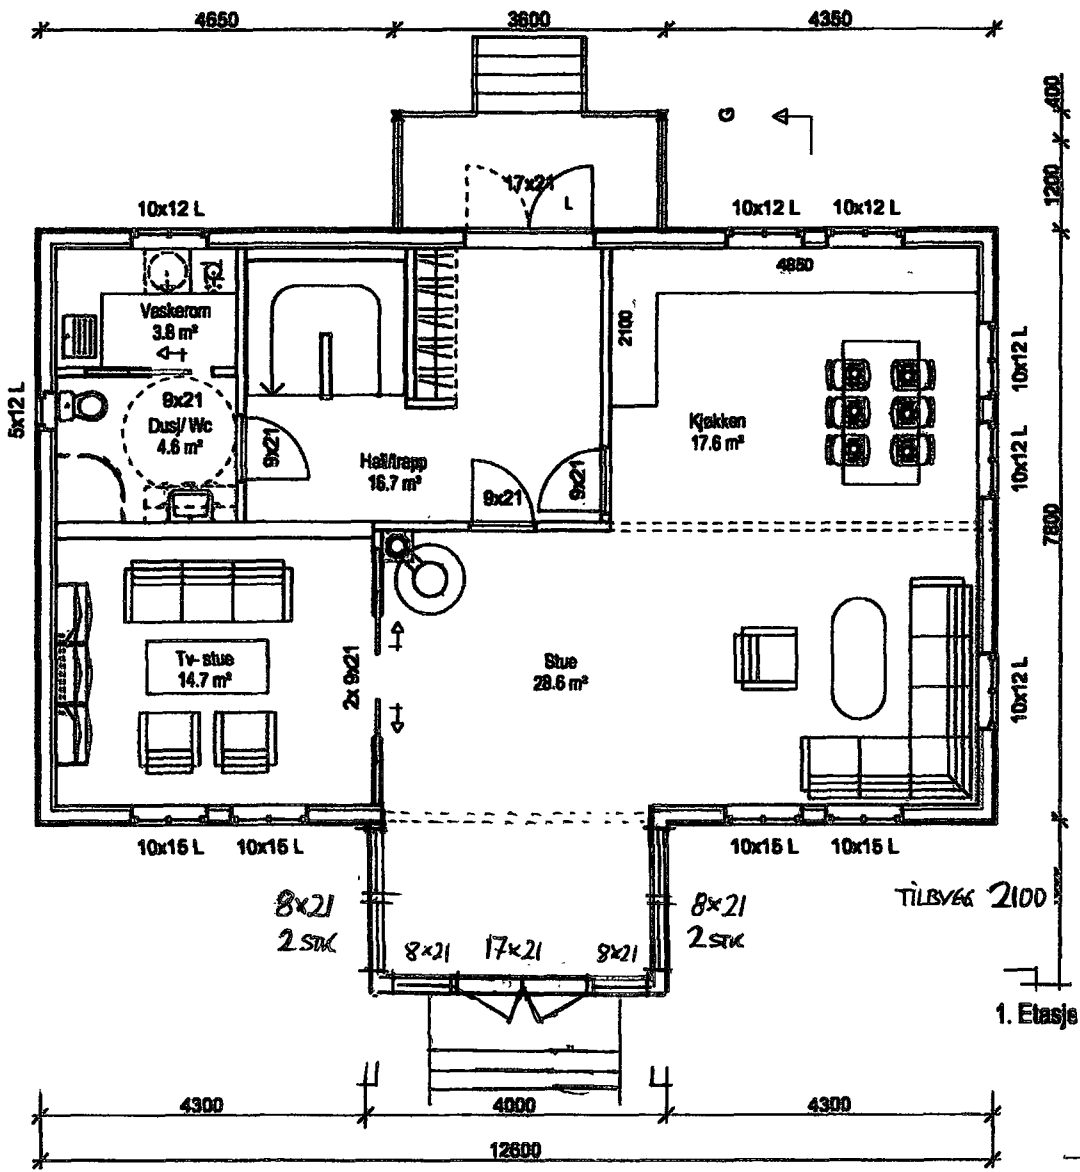 4650 3600 4350
400
G
1200
17x21
L
10x12 L
10x12 L 10x12 L
4850
Vaskerom
3.8 m²
2100
10x12 L
5x12 L
9x21
Dusj/ Wc
4.6 m²
9x21
Kjøkken
17.6 m²
10x12 L
Hall/trapp
16.7 m²
9x21
9x21
7800
Tv- stue
14.7 m²
2x 9x21
Stue
28.6 m²
10x12 L
10x15 L 10x15 L
10x15 L 10x15 L
8x21
2 STK
8x21
2 STK
TILBYGG 2100
8x21 17x21 8x21
1. Etasje
4300 4000 4300
12600